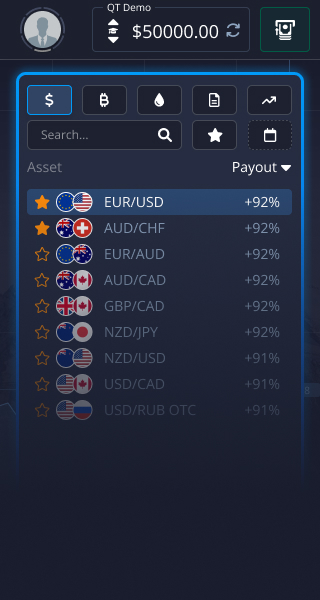 QT Demo
$50000.00
Search...
Asset Payout
EUR/USD +92%
AUD/CHF +92%
EUR/AUD +92%
AUD/CAD +92%
GBP/CAD +92%
NZD/JPY +92%
NZD/USD +91%
USD/CAD +91%
USD/RUB OTC +91%